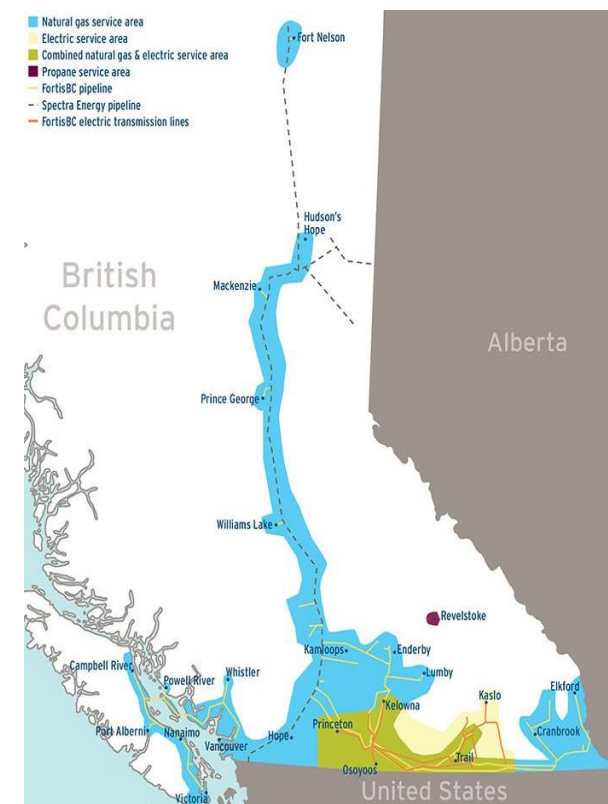 Natural gas service area
Electric service area
Combined natural gas & electric service area
Propane service area
FortisBC pipeline
Spectra Energy pipeline
FortisBC electric transmission lines
Fort Nelson
Hudson's
Hope
British
Columbia
Mackenzie
Alberta
Prince George
Williams Lake
Revelstoke
Kamloops
Enderby
Campbell River
Powell River
Whistler
Lumby
Elkford
Kaslo
Kelowna
Port Alberni
Nanaimo
Vancouver
Hope
Princeton
Cranbrook
Trail
Osoyoos
Victoria
United States